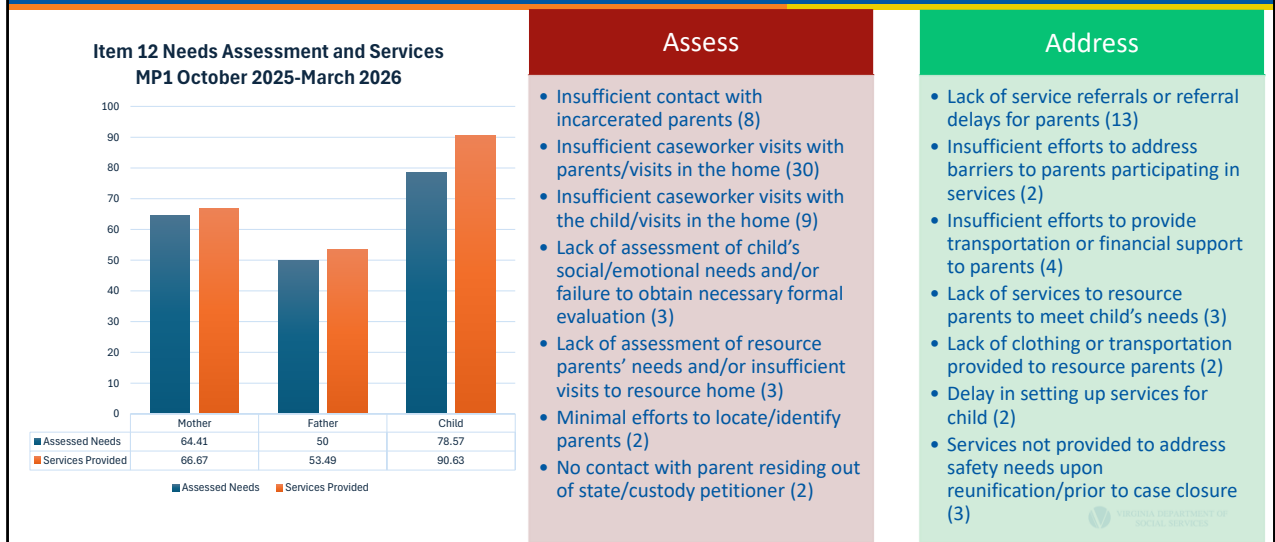 Item 12 Needs Assessment and Services
MP1 October 2025-March 2026
100
90
80
70
60
50
40
30
20
10
0
Mother Father Child
Assessed Needs 64.41 50 78.57
Services Provided 66.67 53.49 90.63
Assessed Needs Services Provided
Assess
• Insufficient contact with
incarcerated parents (8)
• Insufficient caseworker visits with
parents/visits in the home (30)
• Insufficient caseworker visits with
the child/visits in the home (9)
• Lack of assessment of child’s
social/emotional needs and/or
failure to obtain necessary formal
evaluation (3)
• Lack of assessment of resource
parents’ needs and/or insufficient
visits to resource home (3)
• Minimal efforts to locate/identify
parents (2)
• No contact with parent residing out
of state/custody petitioner (2)
Address
• Lack of service referrals or referral
delays for parents (13)
• Insufficient efforts to address
barriers to parents participating in
services (2)
• Insufficient efforts to provide
transportation or financial support
to parents (4)
• Lack of services to resource
parents to meet child’s needs (3)
• Lack of clothing or transportation
provided to resource parents (2)
• Delay in setting up services for
child (2)
• Services not provided to address
safety needs upon
reunification/prior to case closure
(3)
VIRGINIA DEPARTMENT OF
SOCIAL SERVICES